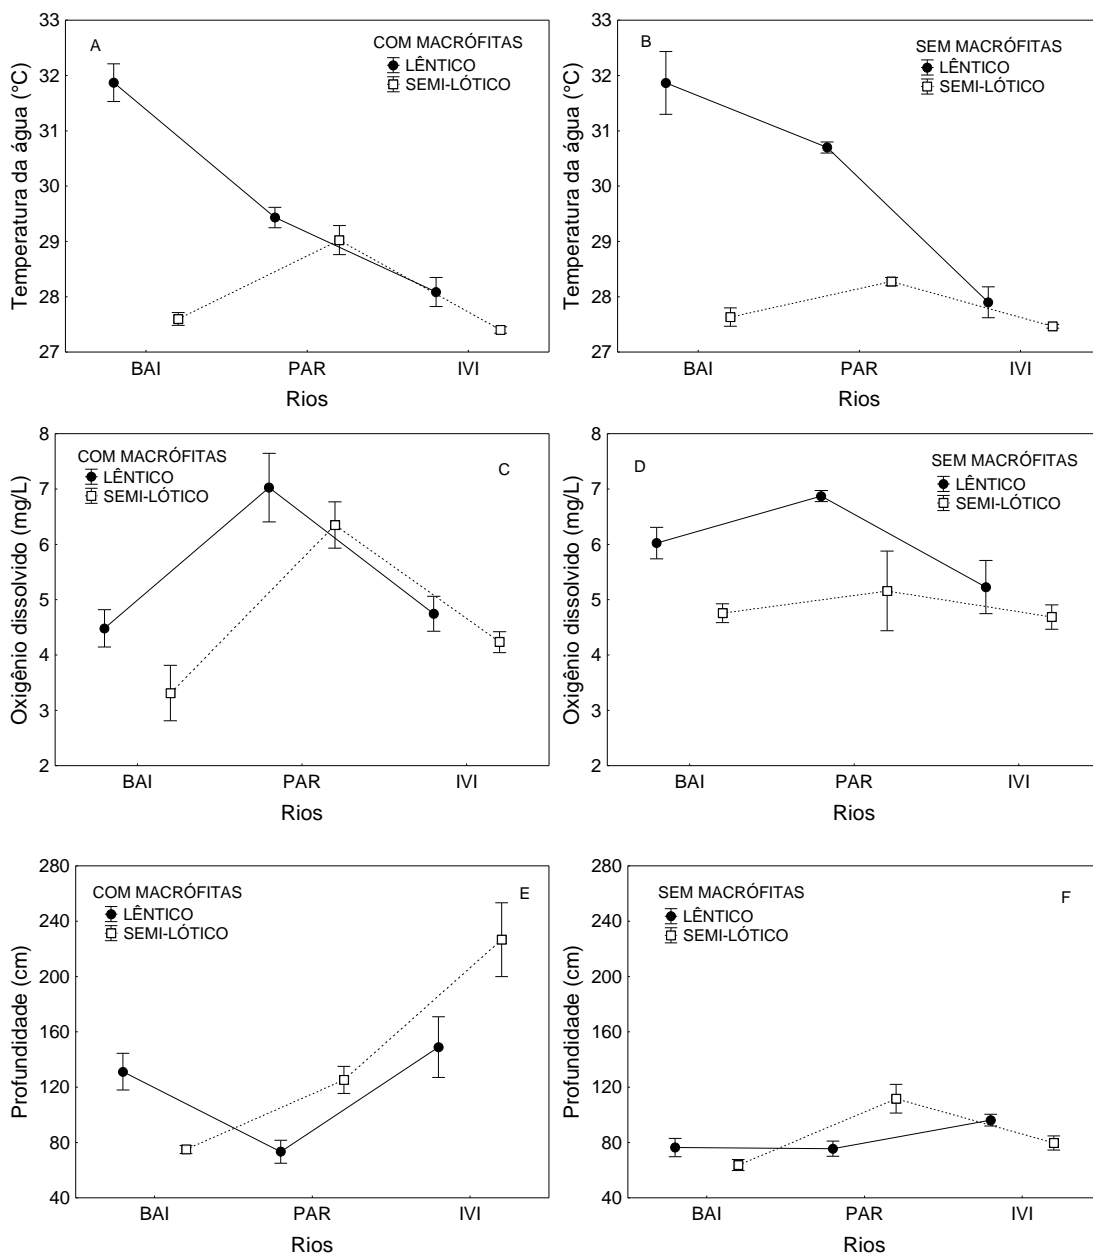 A
COM MACRÓFITAS
LÊNTICO
SEMI-LÓTICO
Temperatura da água (°C)
33
32
31
30
29
28
27
BAI PAR IVI
Rios
B
SEM MACRÓFITAS
LÊNTICO
SEMI-LÓTICO
Temperatura da água (°C)
33
32
31
30
29
28
27
BAI PAR IVI
Rios
C
COM MACRÓFITAS
LÊNTICO
SEMI-LÓTICO
Oxigênio dissolvido (mg/L)
8
7
6
5
4
3
2
BAI PAR IVI
Rios
D
SEM MACRÓFITAS
LÊNTICO
SEMI-LÓTICO
Oxigênio dissolvido (mg/L)
8
7
6
5
4
3
2
BAI PAR IVI
Rios
E
COM MACRÓFITAS
LÊNTICO
SEMI-LÓTICO
Profundidade (cm)
280
240
200
160
120
80
40
BAI PAR IVI
Rios
F
SEM MACRÓFITAS
LÊNTICO
SEMI-LÓTICO
Profundidade (cm)
280
240
200
160
120
80
40
BAI PAR IVI
Rios